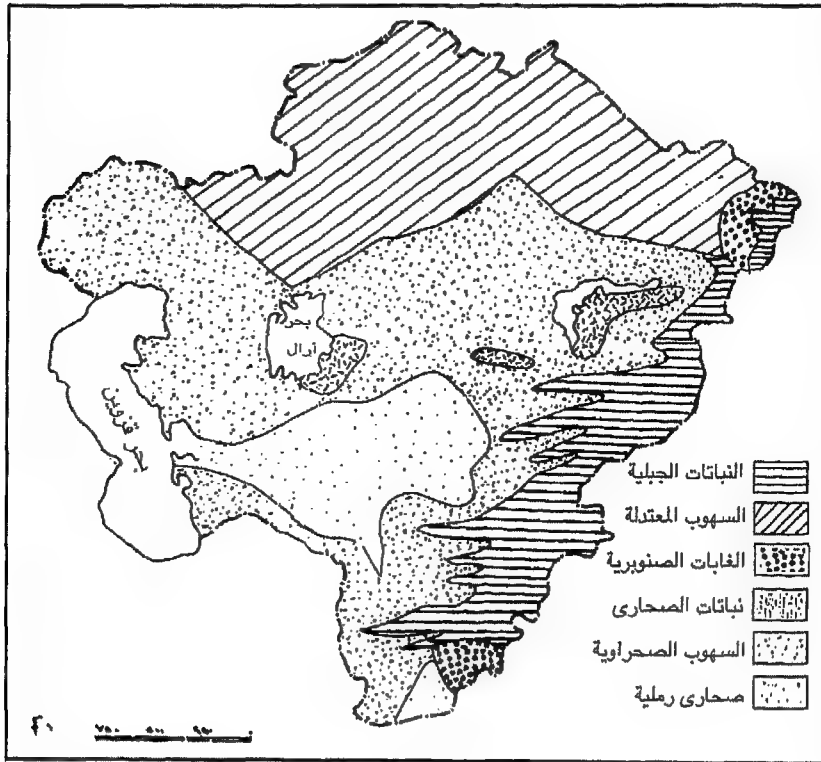 بحر
آرال
بحر قزوين
النباتات الجبلية
السهوب المعتدلة
الغابات الصنوبرية
نباتات الصحارى
السهوب الصحراوية
صحارى رملية